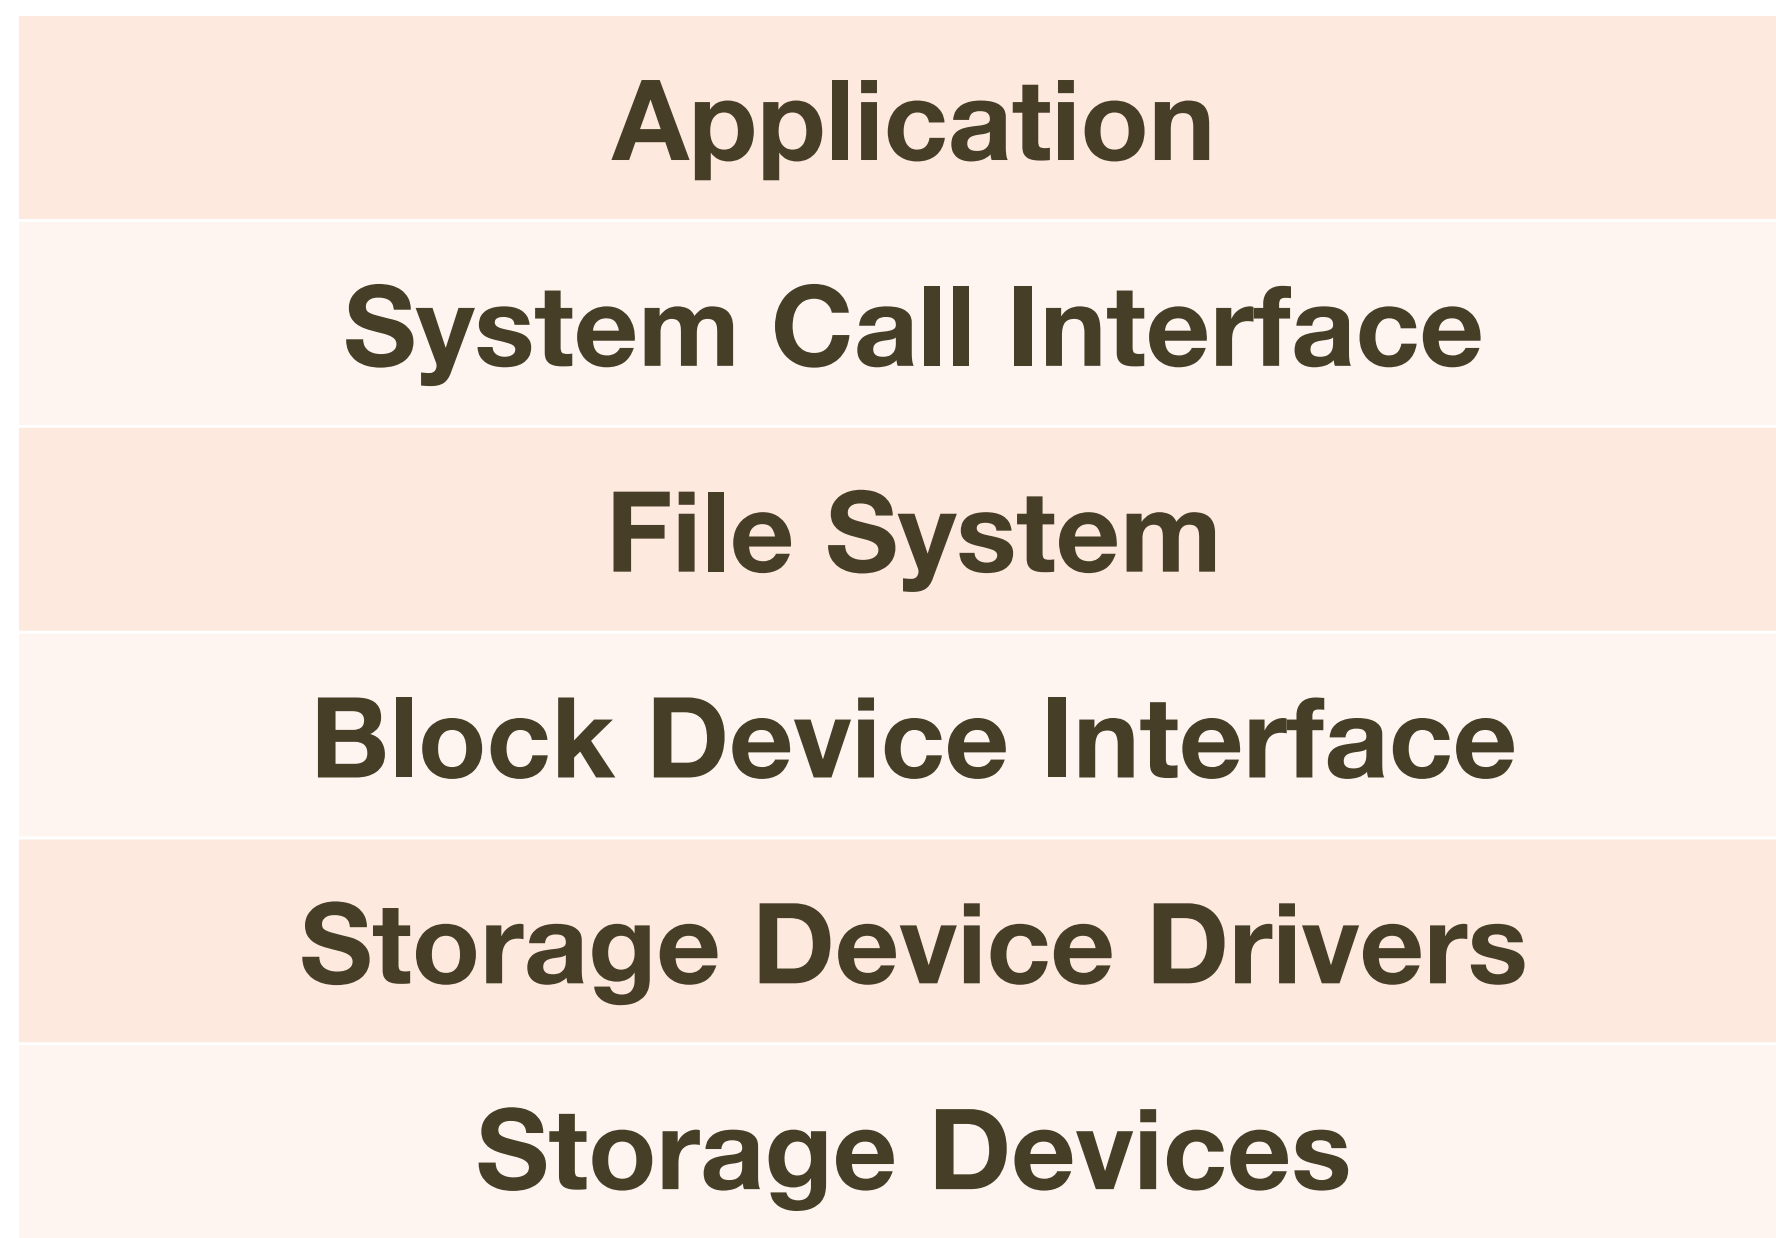 Application
System Call Interface
File System
Block Device Interface
Storage Device Drivers
Storage Devices